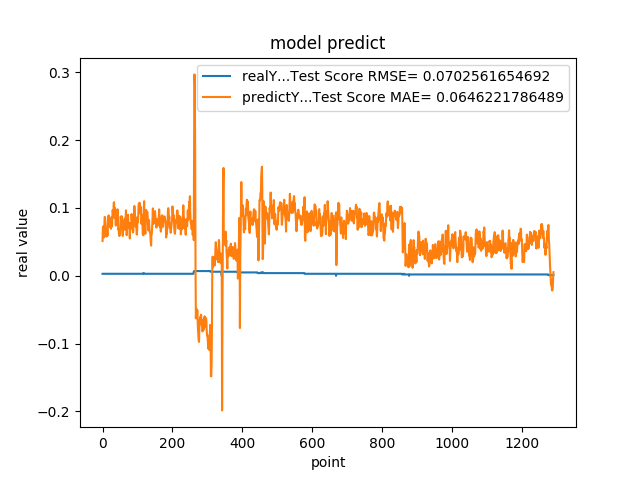 model predict
realY...Test Score RMSE= 0.0702561654692
predictY...Test Score MAE= 0.0646221786489
0.3
0.2
0.1
0.0
−0.1
−0.2
real value
0 200 400 600 800 1000 1200
point